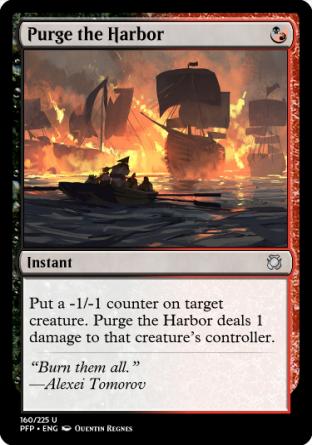 Purge the Harbor
Instant
Put a -1/-1 counter on target
creature. Purge the Harbor deals 1
damage to that creature's controller.
“Burn them all.”
—Alexei Tomorov
160/225 U
PFP • ENG Quentin Regnes